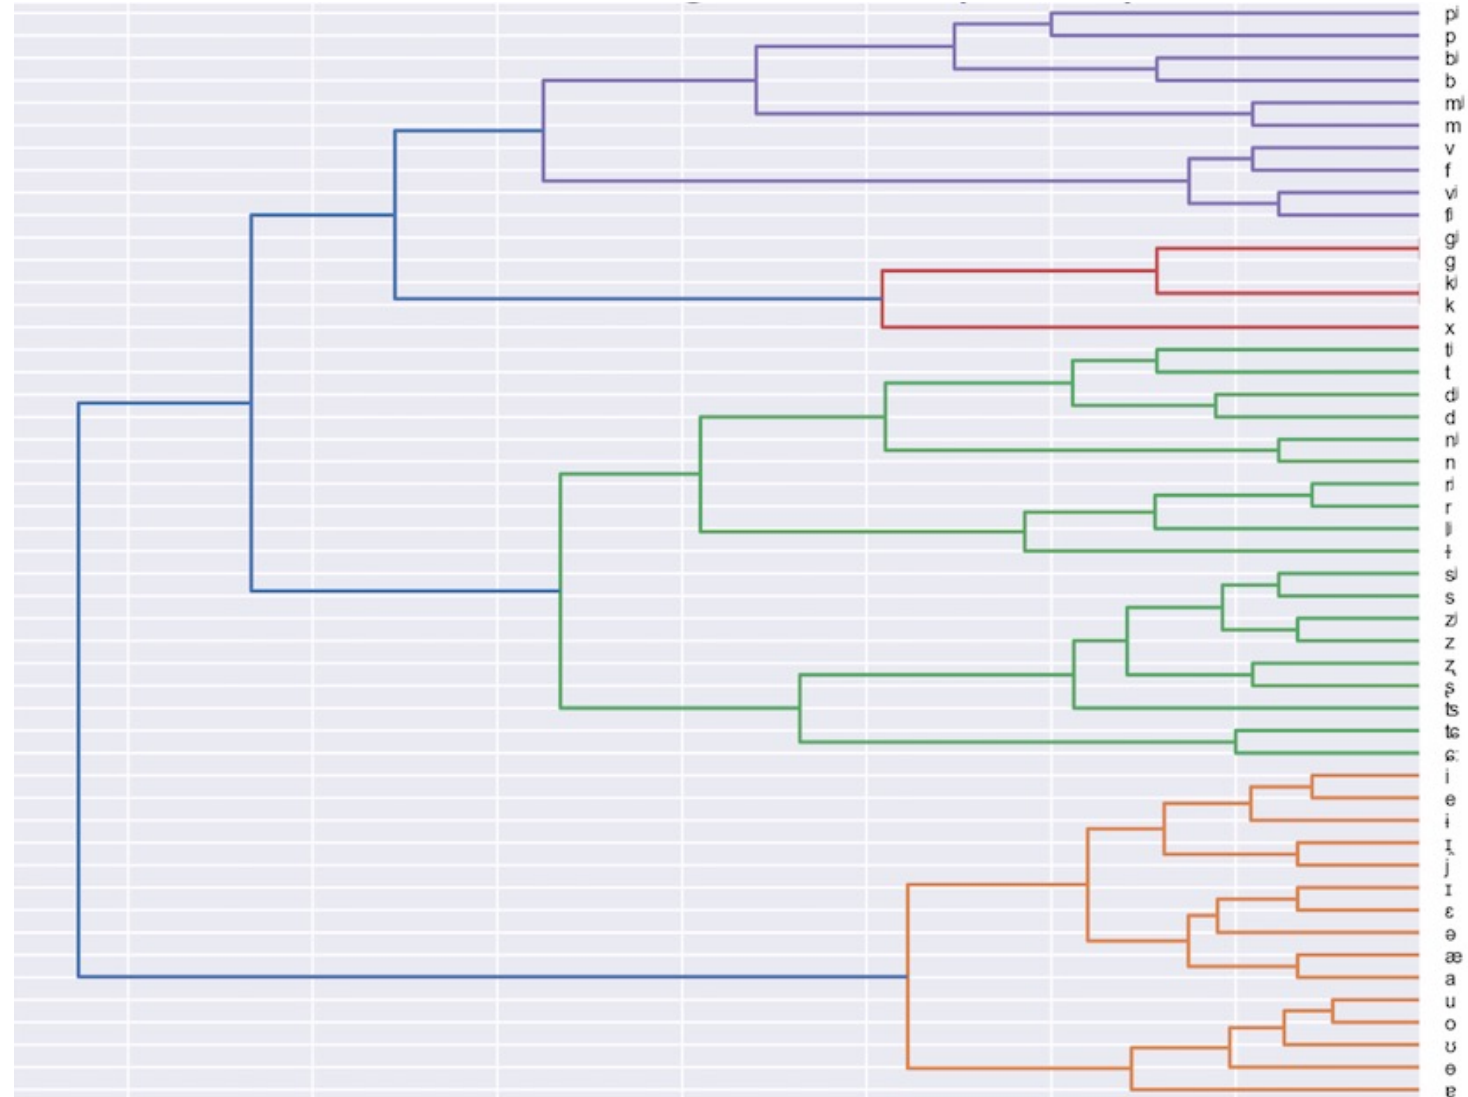 pʲ
p
bʲ
b
mʲ
m
v
f
vʲ
fʲ
gʲ
g
kʲ
k
x
tʲ
t
dʲ
d
nʲ
n
rʲ
r
lʲ
ɫ
sʲ
s
zʲ
z
ʐ
ʂ
ts
tɕ
ɕː
i
e
ɨ
ɪ̯
j
ɪ
ɛ
ə
æ
a
u
o
ʊ
ɵ
ɐ